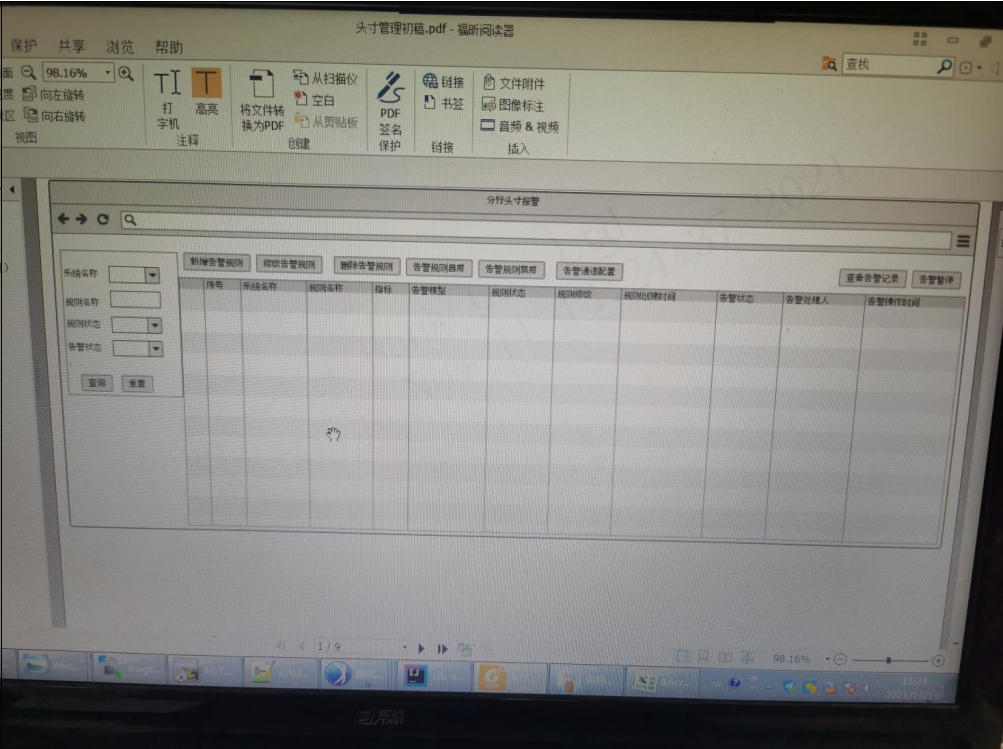 头寸管理初稿.pdf - 福昕阅读器
保护 共享 浏览 帮助
查找
98.16%
向左旋转
向右旋转
视图
打字机
高亮
注释
将文件转换为PDF
从扫描仪
空白
从剪贴板
创建
PDF签名
保护
链接
书签
链接
文件附件
图像标注
音频 & 视频
插入
分行头寸报警
系统名称
规则名称
规则状态
告警状态
查询 重置
新增告警规则 修改告警规则 删除告警规则 告警规则启用 告警规则禁用 告警通道配置 查看告警记录 告警暂停
序号 系统名称 规则名称 指标 告警模型 规则状态 规则修改 规则创建时间 告警状态 告警处理人 告警操作时间
1 / 9
98.16%
Win...
13:24